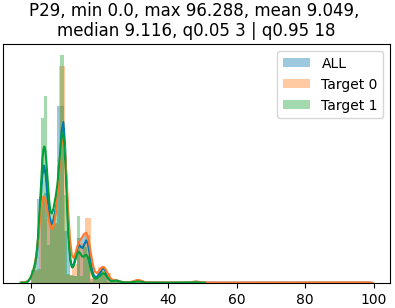 P29, min 0.0, max 96.288, mean 9.049,
median 9.116, q0.05 3 | q0.95 18
ALL
Target 0
Target 1
0 20 40 60 80 100